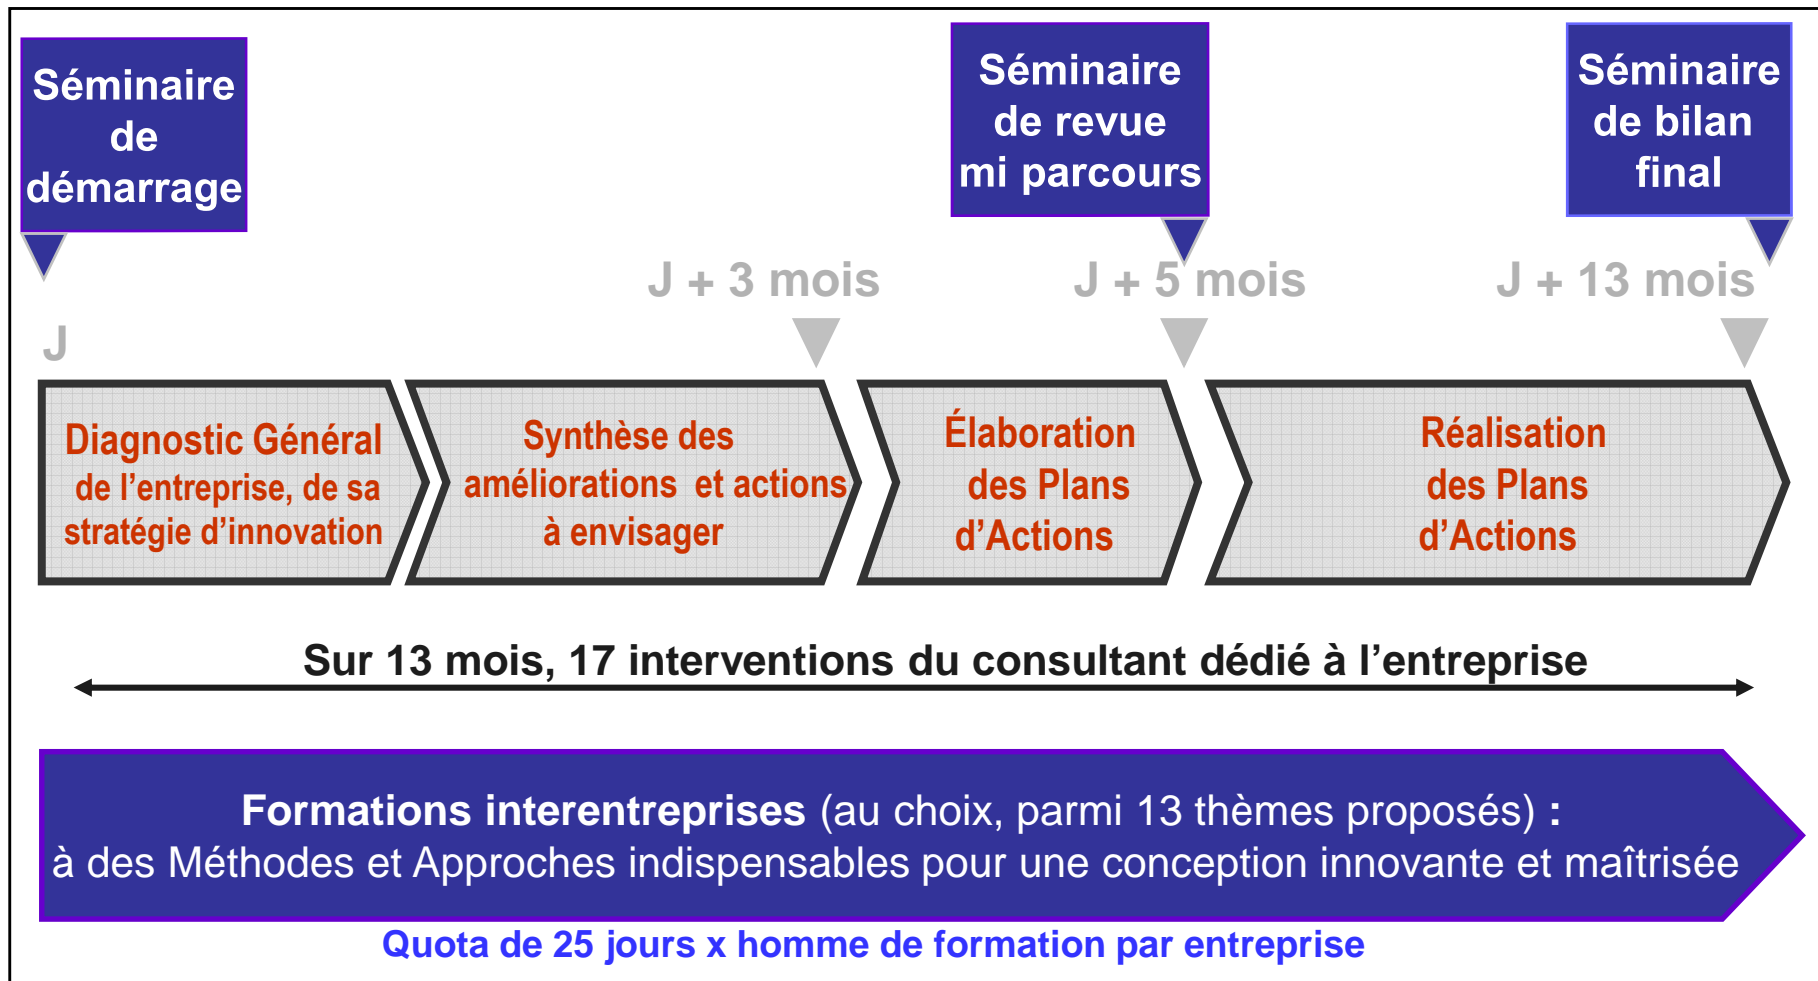 Séminaire
de
démarrage
Séminaire
de revue
mi parcours
Séminaire
de bilan
final
J
J + 3 mois
J + 5 mois
J + 13 mois
Diagnostic Général
de l’entreprise, de sa
stratégie d’innovation
Synthèse des
améliorations et actions
à envisager
Élaboration
des Plans
d’Actions
Réalisation
des Plans
d’Actions
Sur 13 mois, 17 interventions du consultant dédié à l’entreprise
Formations interentreprises (au choix, parmi 13 thèmes proposés) :
à des Méthodes et Approches indispensables pour une conception innovante et maîtrisée
Quota de 25 jours x homme de formation par entreprise